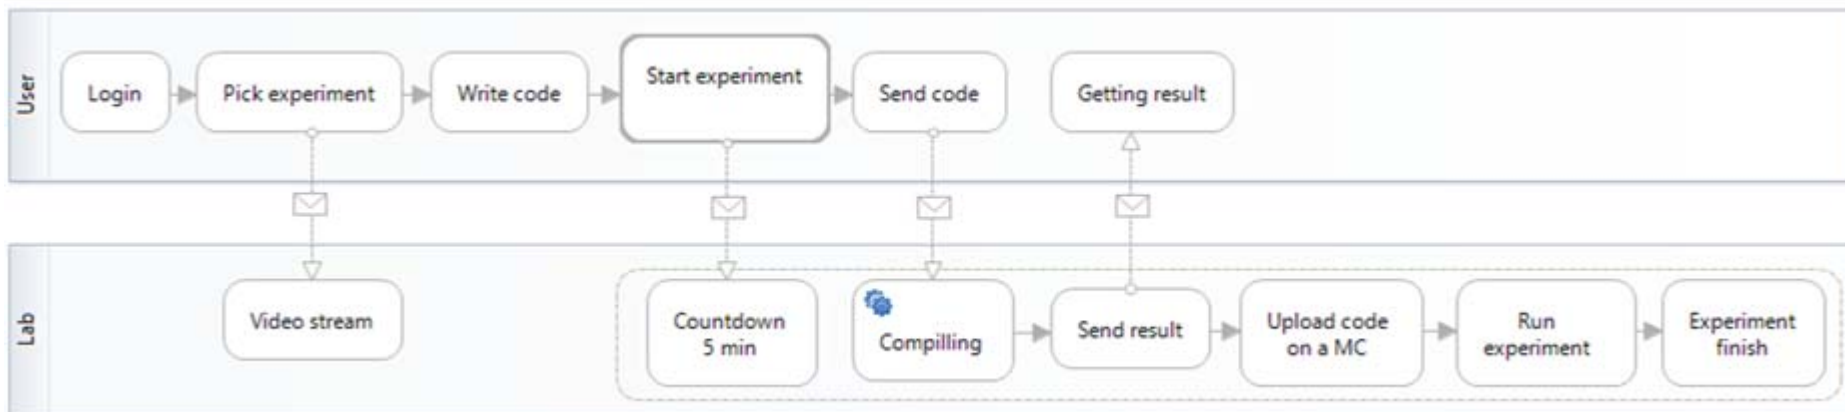 User
Login
Pick experiment
Write code
Start experiment
Send code
Getting result
Lab
Video stream
Countdown
5 min
Compilling
Send result
Upload code
on a MC
Run
experiment
Experiment
finish